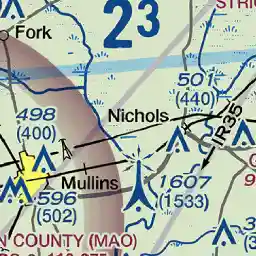 STRIC
Fork
23
Nichols
501
(440)
IR35
498
(400)
Mullins
596
(502)
1607
(1533)
N COUNTY (MAO)